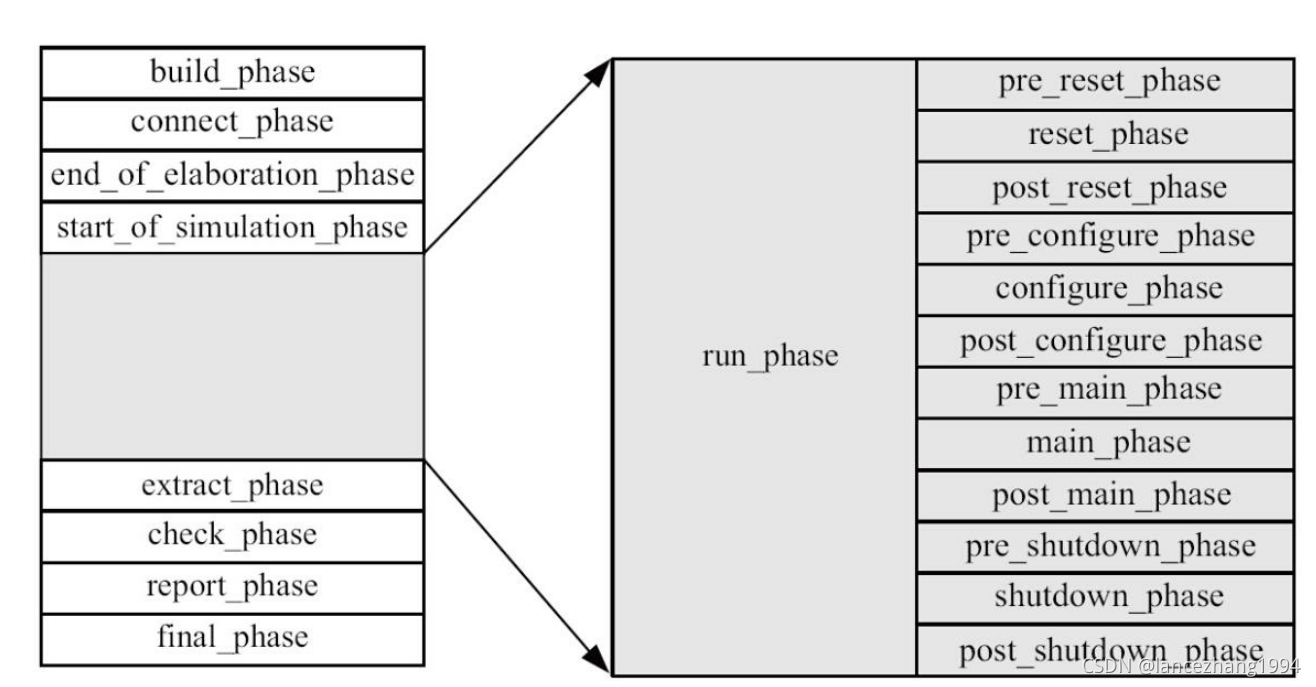 build_phase
connect_phase
end_of_elaboration_phase
start_of_simulation_phase
extract_phase
check_phase
report_phase
final_phase
run_phase
pre_reset_phase
reset_phase
post_reset_phase
pre_configure_phase
configure_phase
post_configure_phase
pre_main_phase
main_phase
post_main_phase
pre_shutdown_phase
shutdown_phase
post_shutdown_phase
CSDN @lancezhang1994